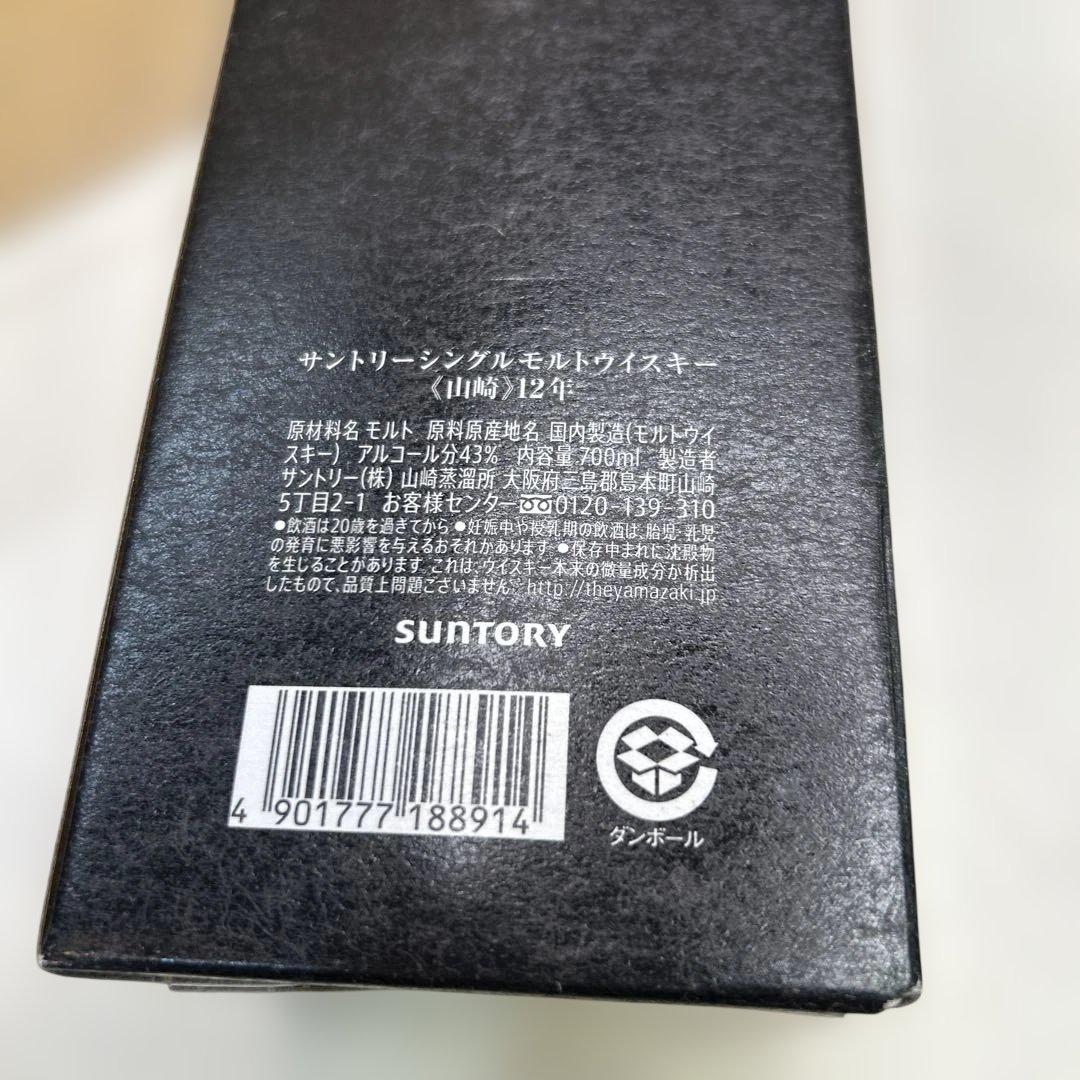 サントリーシングルモルトウイスキー
《山崎》12年
原材料名 モルト 原料原産地名 国内製造(モルトウイ
スキー) アルコール分43% 内容量 700ml 製造者
サントリー(株) 山崎蒸溜所 大阪府三島郡島本町山崎
5丁目2-1 お客様センター 0120-139-310
●飲酒は20歳を過ぎてから ●妊娠中や授乳期の飲酒は、胎児・乳児
の発育に悪影響を与えるおそれがあります。●保存中まれに沈殿物
を生じることがあります。これは、ウイスキー本来の微量成分が析出
したもので、品質上問題ございません。 http://theyamazaki.jp
SUNTORY
4 901777 188914
ダンボール